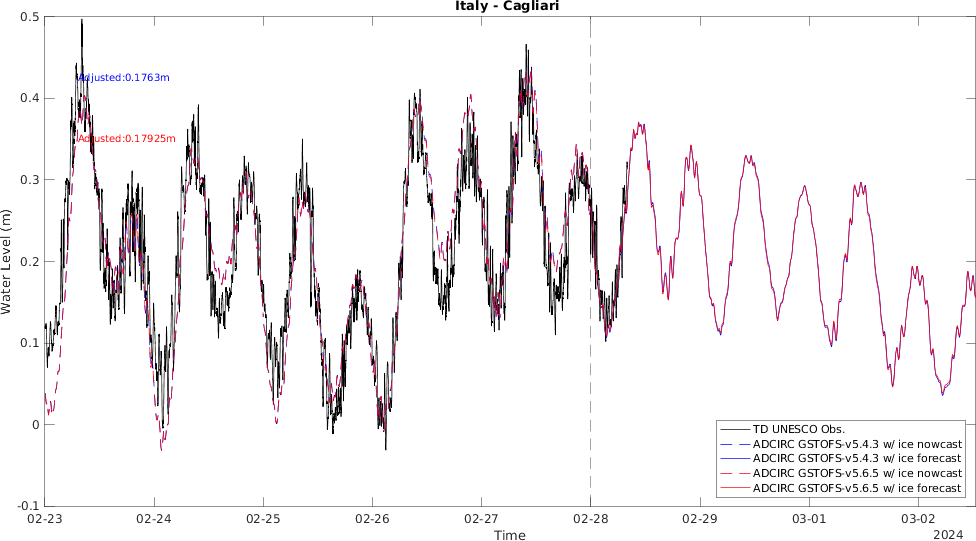 Italy - Cagliari
0.5
0.4
0.3
0.2
0.1
0
-0.1
Water Level (m)
Adjusted:0.1763m
Adjusted:0.17925m
TD UNESCO Obs.
ADCIRC GSTOFS-v5.4.3 w/ ice nowcast
ADCIRC GSTOFS-v5.4.3 w/ ice forecast
ADCIRC GSTOFS-v5.6.5 w/ ice nowcast
ADCIRC GSTOFS-v5.6.5 w/ ice forecast
02-23 02-24 02-25 02-26 02-27 02-28 02-29 03-01 03-02
Time
2024